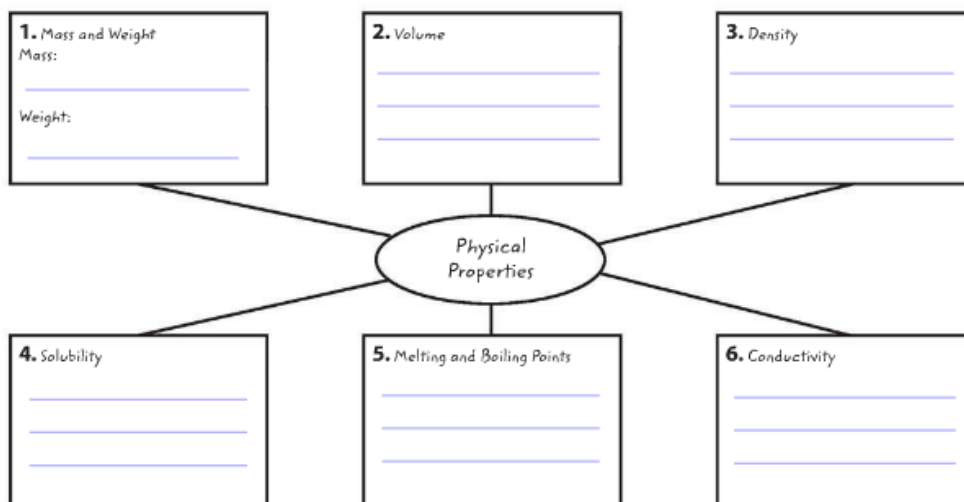 1. Mass and Weight
Mass:
Weight:
2. Volume
3. Density
Physical
Properties
4. Solubility
5. Melting and Boiling Points
6. Conductivity